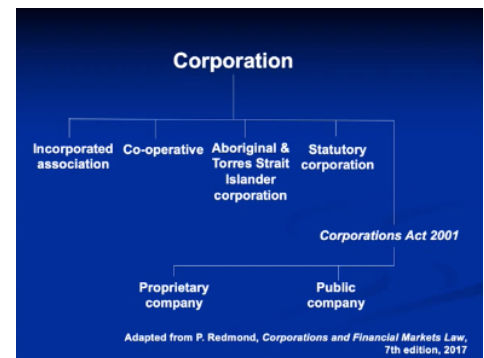 Corporation
Incorporated
association
Co-operative
Aboriginal &
Torres Strait
Islander
corporation
Statutory
corporation
Corporations Act 2001
Proprietary
company
Public
company
Adapted from P. Redmond, Corporations and Financial Markets Law,
7th edition, 2017